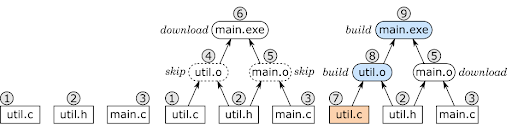 6
download main.exe
4 5
skip util.o main.o skip
1 2 3 1 2 3
util.c util.h main.c util.c util.h main.c
9
build main.exe
8
build util.o main.o download
7 2 3
util.c util.h main.c